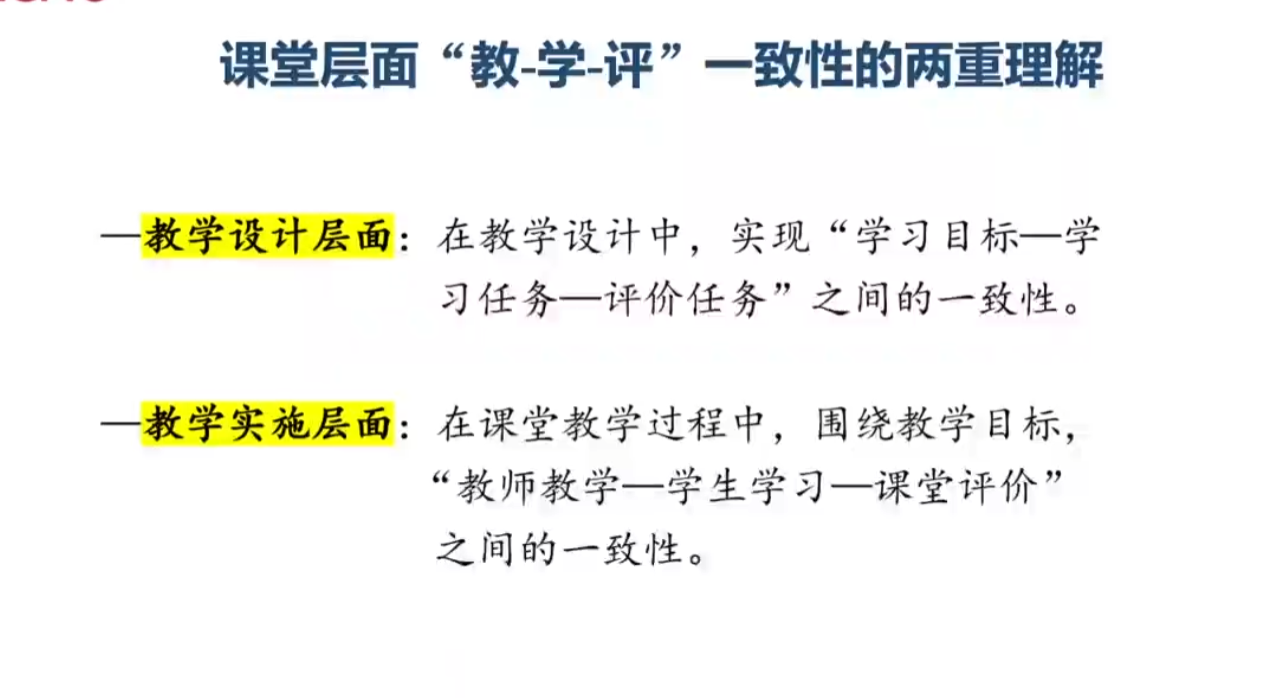 课堂层面“教-学-评”一致性的两重理解
—教学设计层面：在教学设计中，实现“学习目标—学
习任务—评价任务”之间的一致性。
—教学实施层面：在课堂教学过程中，围绕教学目标，
“教师教学—学生学习—课堂评价”
之间的一致性。